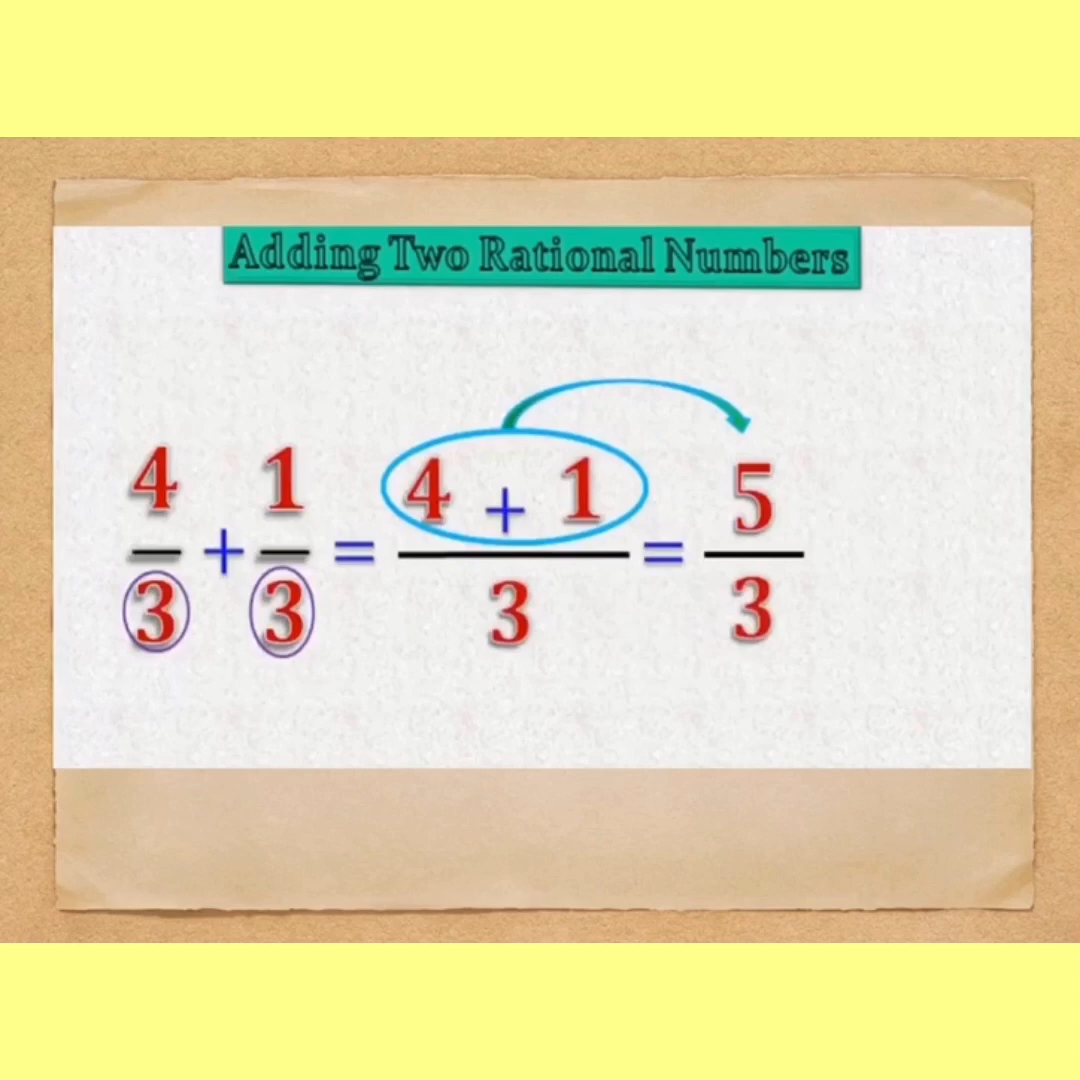 Adding Two Rational Numbers
4/3 + 1/3 = (4 + 1)/3 = 5/3